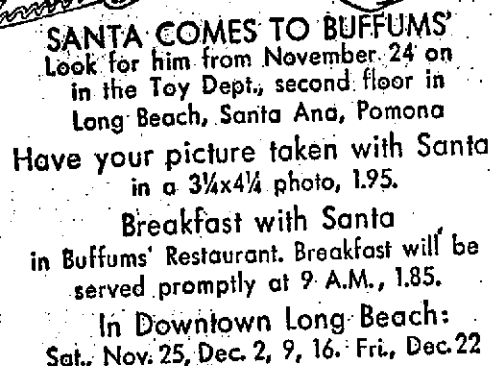 SANTA COMES TO BUFFUMS'
Look for him from November 24 on
in the Toy Dept., second floor in
Long Beach, Santa Ana, Pomona
Have your picture taken with Santa
in a 3¼x4¼ photo, 1.95.
Breakfast with Santa
in Buffums' Restaurant. Breakfast will be
served promptly at 9 A.M., 1.85.
In Downtown Long Beach:
Sat., Nov. 25, Dec. 2, 9, 16. Fri., Dec. 22